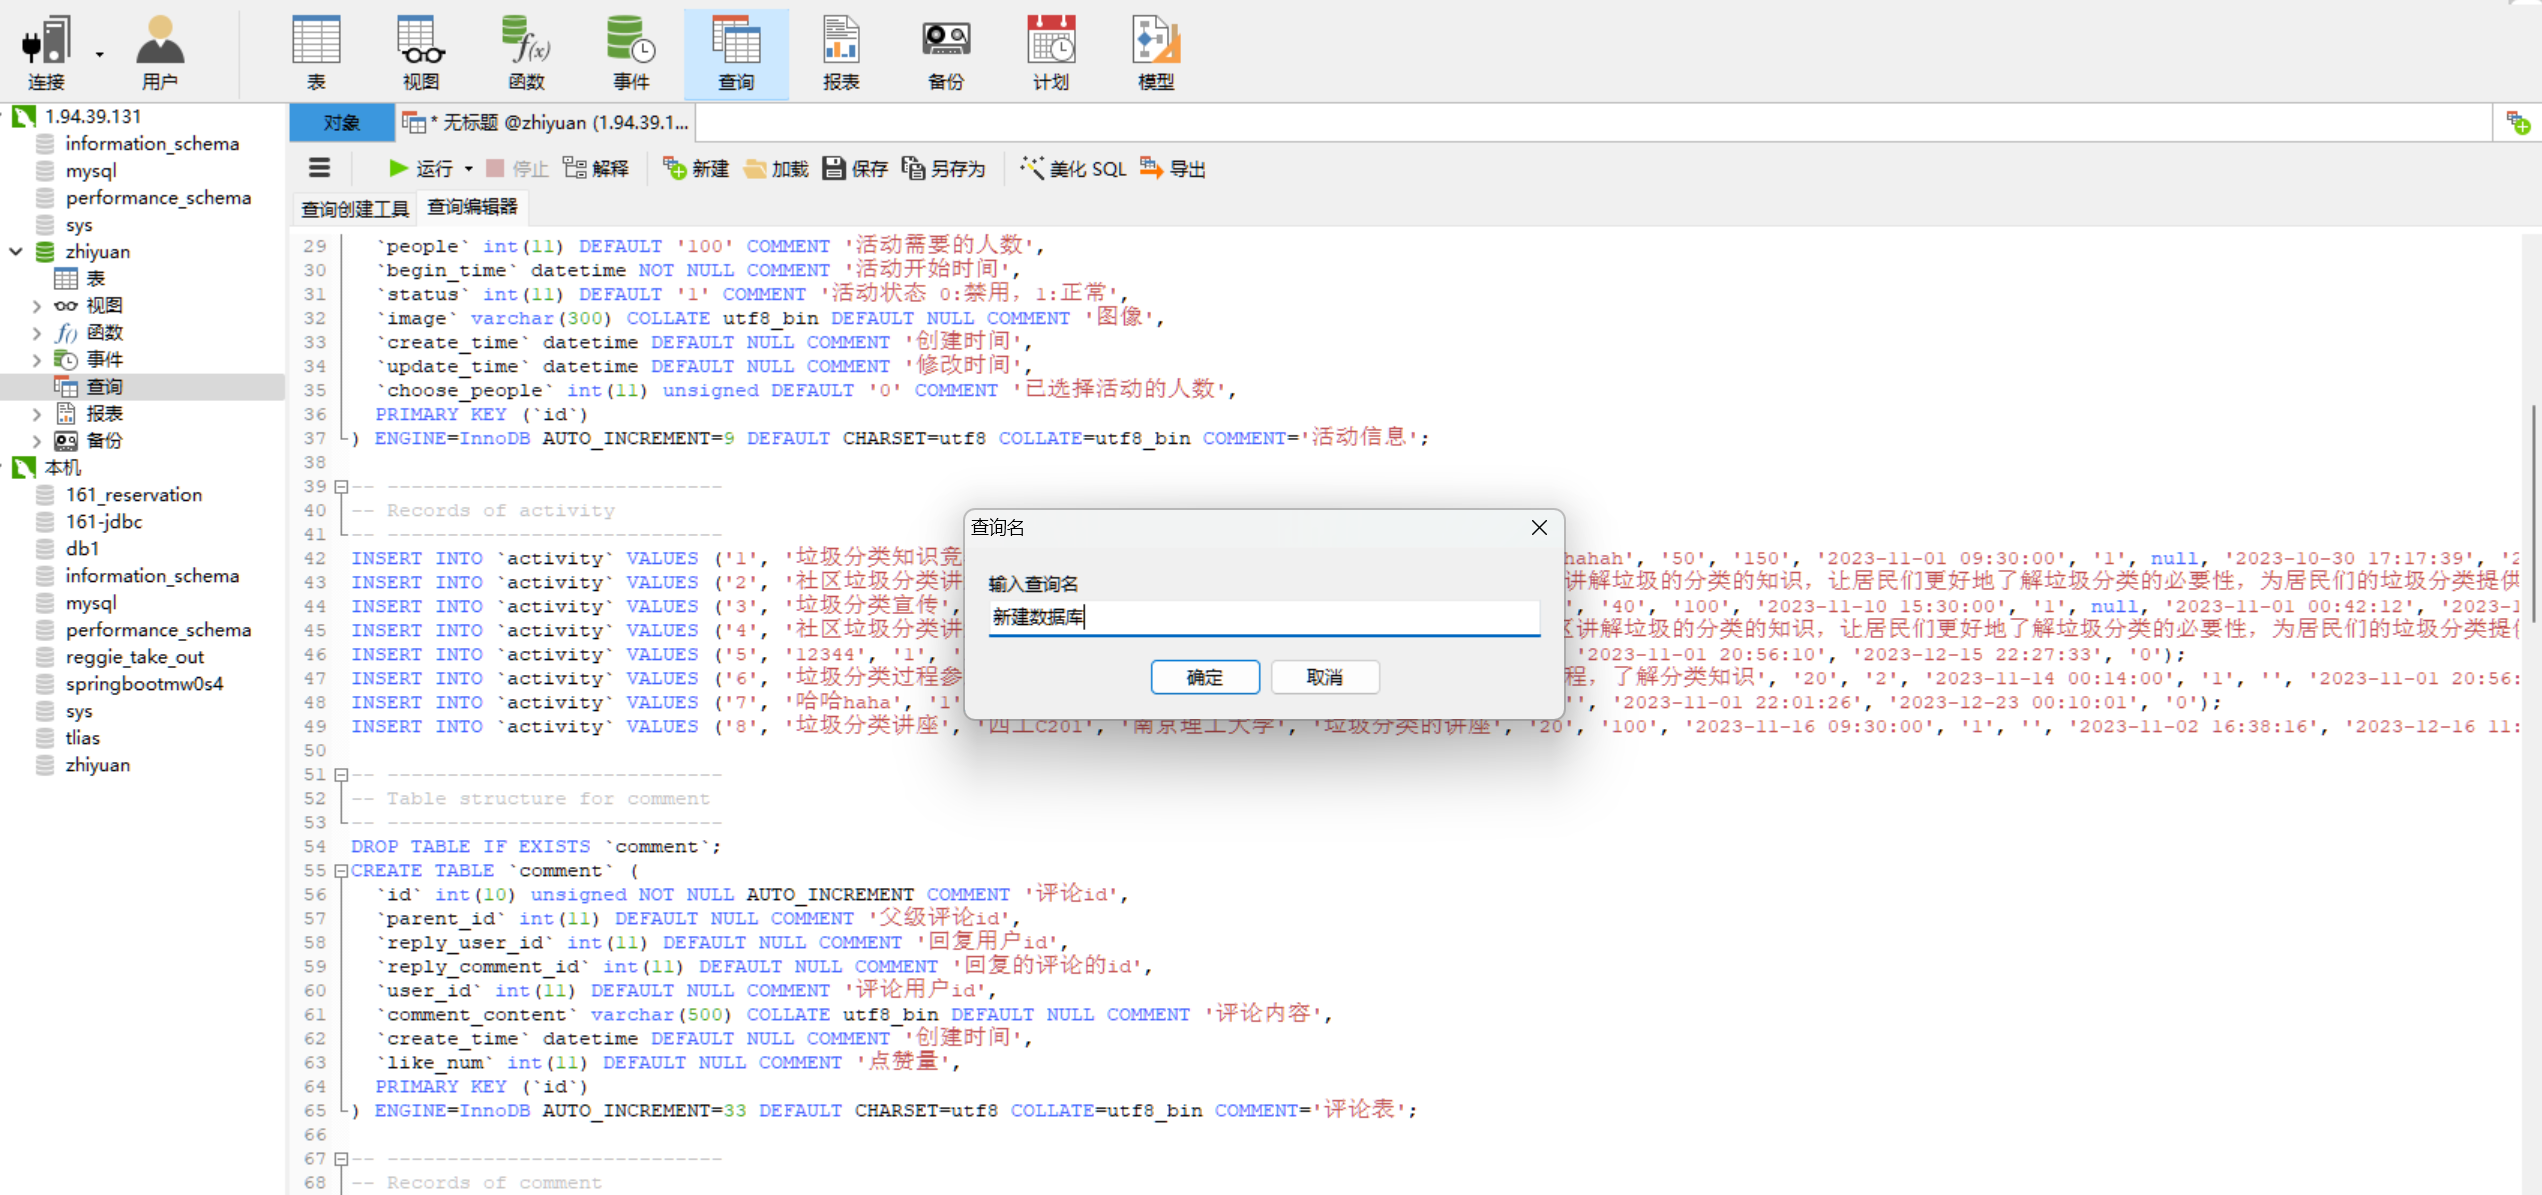 连接 用户 表 视图 函数 事件 查询 报表 备份 计划 模型
1.94.39.131
information_schema
mysql
performance_schema
sys
zhiyuan
表
视图
函数
事件
查询
报表
备份
本机
161_reservation
161-jdbc
db1
information_schema
mysql
performance_schema
reggie_take_out
springbootmw0s4
sys
tlias
zhiyuan
对象 * 无标题 @zhiyuan (1.94.39.1...
运行 停止 解释 新建 加载 保存 另存为 美化 SQL 导出
查询创建工具 查询编辑器
29 `people` int(11) DEFAULT '100' COMMENT '活动需要的人数',
30 `begin_time` datetime NOT NULL COMMENT '活动开始时间',
31 `status` int(11) DEFAULT '1' COMMENT '活动状态 0:禁用, 1:正常',
32 `image` varchar(300) COLLATE utf8_bin DEFAULT NULL COMMENT '图像',
33 `create_time` datetime DEFAULT NULL COMMENT '创建时间',
34 `update_time` datetime DEFAULT NULL COMMENT '修改时间',
35 `choose_people` int(11) unsigned DEFAULT '0' COMMENT '已选择活动的人数',
36 PRIMARY KEY (`id`)
37 ) ENGINE=InnoDB AUTO_INCREMENT=9 DEFAULT CHARSET=utf8 COLLATE=utf8_bin COMMENT='活动信息';
38
39 -- ----------------------------
40 -- Records of activity
41 -- ----------------------------
42 INSERT INTO `activity` VALUES ('1', '垃圾分类知识竞 hahah', '50', '150', '2023-11-01 09:30:00', '1', null, '2023-10-30 17:17:39', '2
43 INSERT INTO `activity` VALUES ('2', '社区垃圾分类讲 讲解垃圾的分类的知识，让居民们更好地了解垃圾分类的必要性，为居民们的垃圾分类提供
44 INSERT INTO `activity` VALUES ('3', '垃圾分类宣传', ', '40', '100', '2023-11-10 15:30:00', '1', null, '2023-11-01 00:42:12', '2023-1
45 INSERT INTO `activity` VALUES ('4', '社区垃圾分类讲 区讲解垃圾的分类的知识，让居民们更好地了解垃圾分类的必要性，为居民们的垃圾分类提
46 INSERT INTO `activity` VALUES ('5', '12344', '1', ' '2023-11-01 20:56:10', '2023-12-15 22:27:33', '0');
47 INSERT INTO `activity` VALUES ('6', '垃圾分类过程参 程，了解分类知识', '20', '2', '2023-11-14 00:14:00', '1', '', '2023-11-01 20:56:
48 INSERT INTO `activity` VALUES ('7', '哈哈haha', '1' '', '2023-11-01 22:01:26', '2023-12-23 00:10:01', '0');
49 INSERT INTO `activity` VALUES ('8', '垃圾分类讲座', '四工C201', '南京理工大学', '垃圾分类的讲座', '20', '100', '2023-11-16 09:30:00', '1', '', '2023-11-02 16:38:16', '2023-12-16 11:
50
51 -- ----------------------------
52 -- Table structure for comment
53 -- ----------------------------
54 DROP TABLE IF EXISTS `comment`;
55 CREATE TABLE `comment` (
56 `id` int(10) unsigned NOT NULL AUTO_INCREMENT COMMENT '评论id',
57 `parent_id` int(11) DEFAULT NULL COMMENT '父级评论id',
58 `reply_user_id` int(11) DEFAULT NULL COMMENT '回复用户id',
59 `reply_comment_id` int(11) DEFAULT NULL COMMENT '回复的评论的id',
60 `user_id` int(11) DEFAULT NULL COMMENT '评论用户id',
61 `comment_content` varchar(500) COLLATE utf8_bin DEFAULT NULL COMMENT '评论内容',
62 `create_time` datetime DEFAULT NULL COMMENT '创建时间',
63 `like_num` int(11) DEFAULT NULL COMMENT '点赞量',
64 PRIMARY KEY (`id`)
65 ) ENGINE=InnoDB AUTO_INCREMENT=33 DEFAULT CHARSET=utf8 COLLATE=utf8_bin COMMENT='评论表';
66
67 -- ----------------------------
68 -- Records of comment
查询名
输入查询名
新建数据库
确定 取消